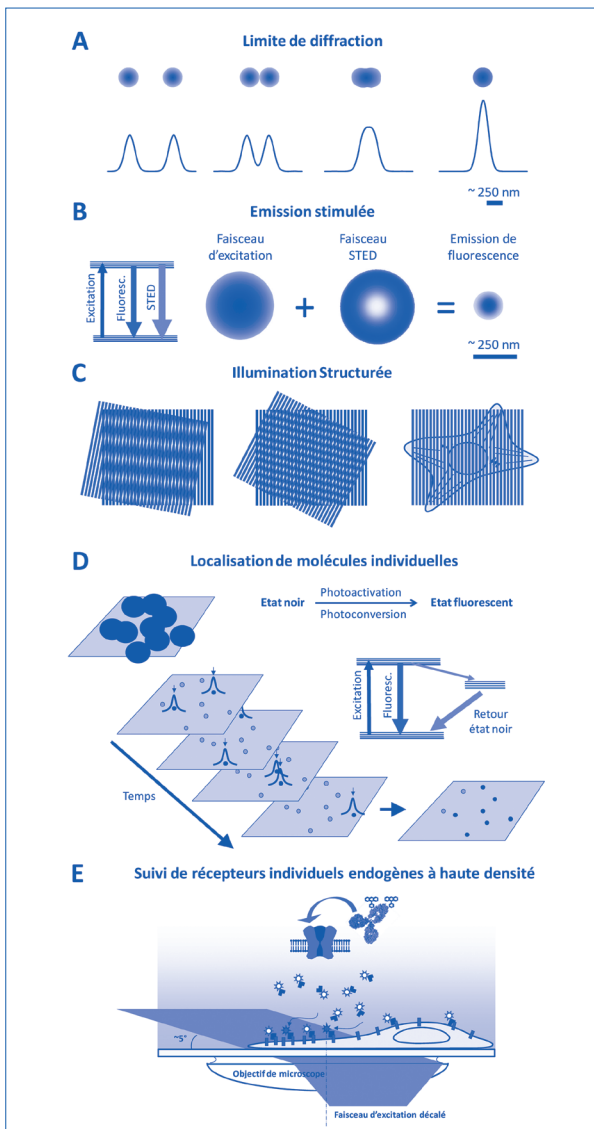 A
Limite de diffraction
~ 250 nm
B
Emission stimulée
Faisceau
d'excitation
Faisceau
STED
Emission de
fluorescence
Excitation
Fluoresc.
STED
+
=
~ 250 nm
C
Illumination Structurée
D
Localisation de molécules individuelles
Etat noir
Photoactivation
Photoconversion
Etat fluorescent
Excitation
Fluoresc.
Retour
état noir
Temps
E
Suivi de récepteurs individuels endogènes à haute densité
~5°
Objectif de microscope
Faisceau d'excitation décalé